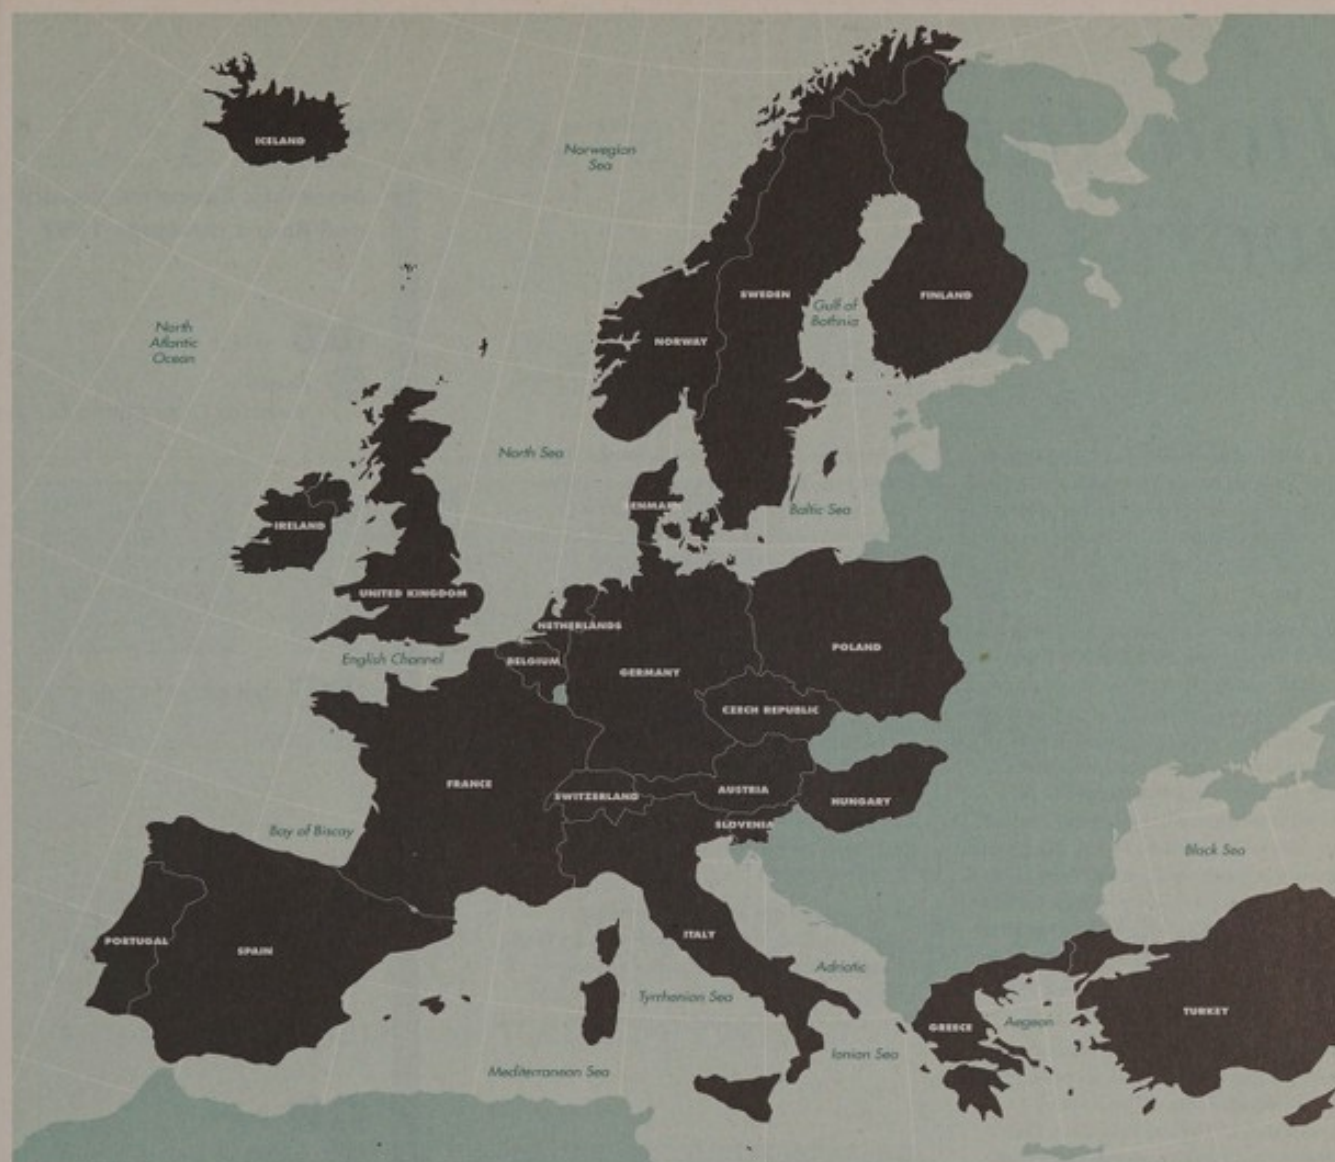 ICELAND
Norwegian
Sea
SWEDEN
Gulf of
Bothnia
FINLAND
North
Atlantic
Ocean
NORWAY
North Sea
DENMARK
Baltic Sea
IRELAND
UNITED KINGDOM
NETHERLANDS
English Channel
BELGIUM
GERMANY
POLAND
CZECH REPUBLIC
FRANCE
SWITZERLAND
AUSTRIA
HUNGARY
SLOVENIA
Bay of Biscay
Black Sea
PORTUGAL
SPAIN
ITALY
Adriatic
Tyrrhenian Sea
TURKEY
GREECE
Aegean
Ionian Sea
Mediterranean Sea